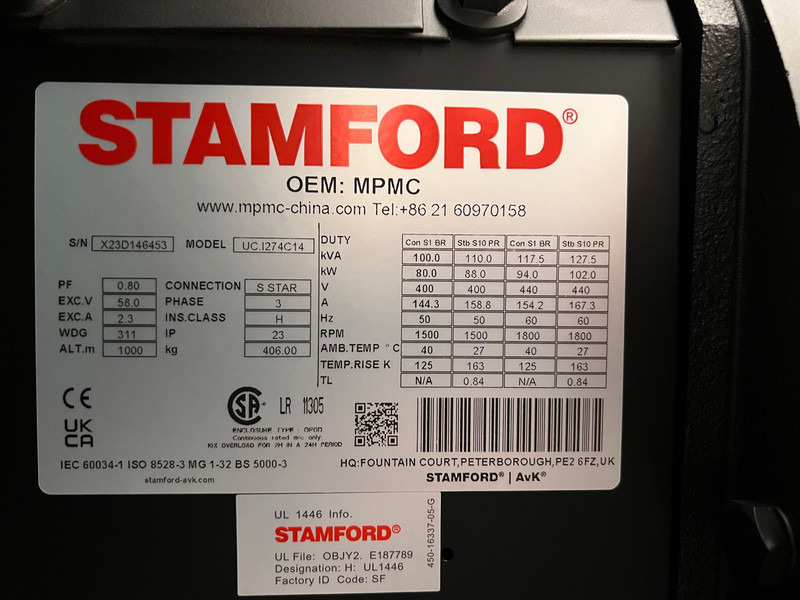 STAMFORD®
OEM: MPMC
www.mpmc-china.com Tel:+86 21 60970158
S/N X23D146453 MODEL UC.I274C14
PF 0.80 CONNECTION S STAR
EXC.V 58.0 PHASE 3
EXC.A 2.3 INS.CLASS H
WDG 311 IP 23
ALT.m 1000 kg 406.00
DUTY Con S1 BR Stb S10 PR Con S1 BR Stb S10 PR
kVA 100.0 110.0 117.5 127.5
kW 80.0 88.0 94.0 102.0
V 400 400 440 440
A 144.3 158.8 154.2 167.3
Hz 50 50 60 60
RPM 1500 1500 1800 1800
AMB.TEMP °C 40 27 40 27
TEMP.RISE K 125 163 125 163
TL N/A 0.84 N/A 0.84
CE
UK
CA
SA ® LR 11305
ENCLOSURE TYPE - OPGD
Continuous rated mrc only
10% OVERLOAD FOR 2H IN A 24H PERIOD
IEC 60034-1 ISO 8528-3 MG 1-32 BS 5000-3
stamford-avk.com
HQ:FOUNTAIN COURT,PETERBOROUGH,PE2 6FZ,UK
STAMFORD® | AvK®
UL 1446 Info.
STAMFORD®
UL File: OBJY2. E187789
Designation: H: UL1446
Factory ID Code: SF
450-16337-05-G